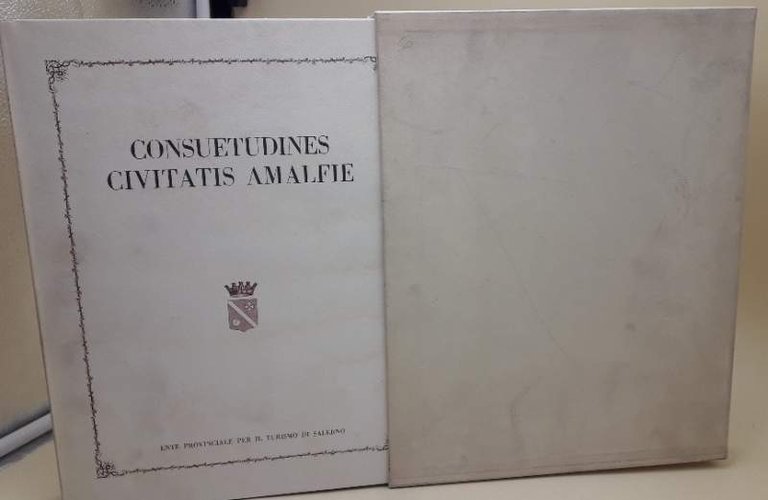 CONSUETUDINES
CIVITATIS AMALFIE
ENTE PROVINCIALE PER IL TURISMO DI SALERNO